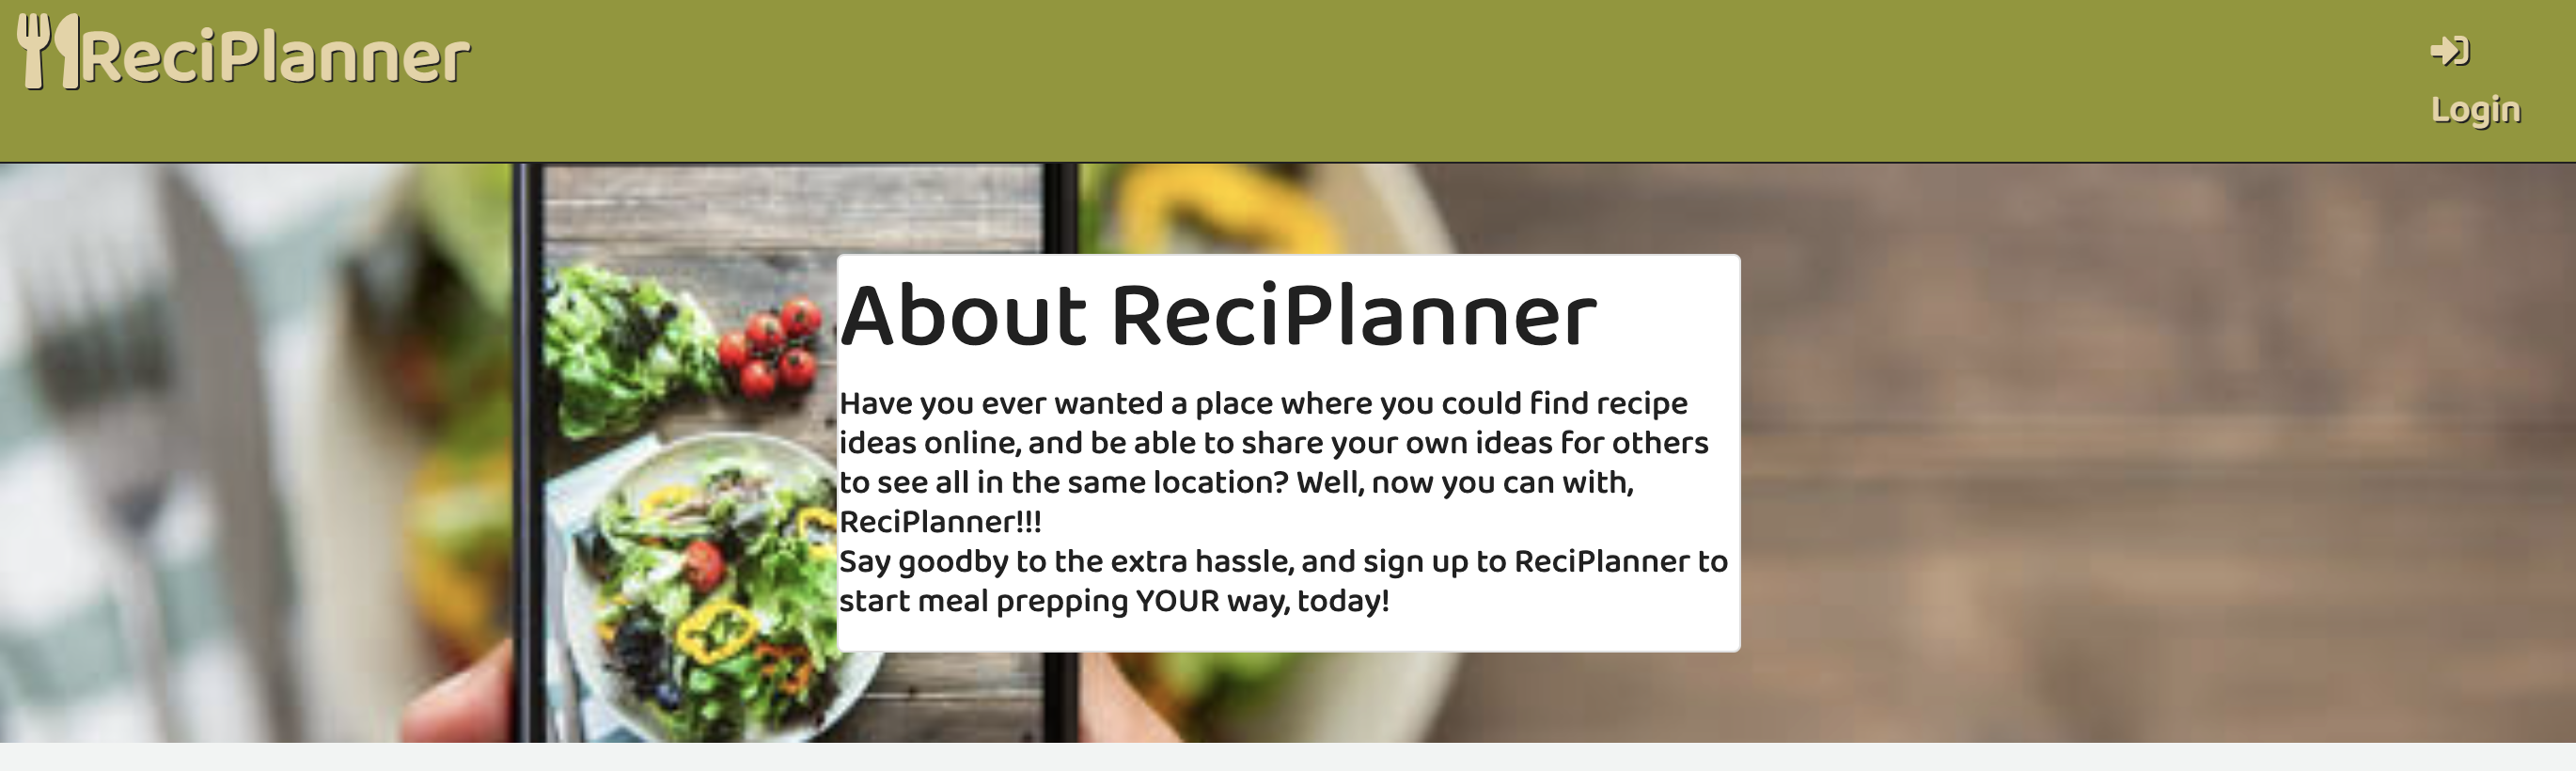 ReciPlanner
Login
About ReciPlanner
Have you ever wanted a place where you could find recipe
ideas online, and be able to share your own ideas for others
to see all in the same location? Well, now you can with,
ReciPlanner!!!
Say goodby to the extra hassle, and sign up to ReciPlanner to
start meal prepping YOUR way, today!